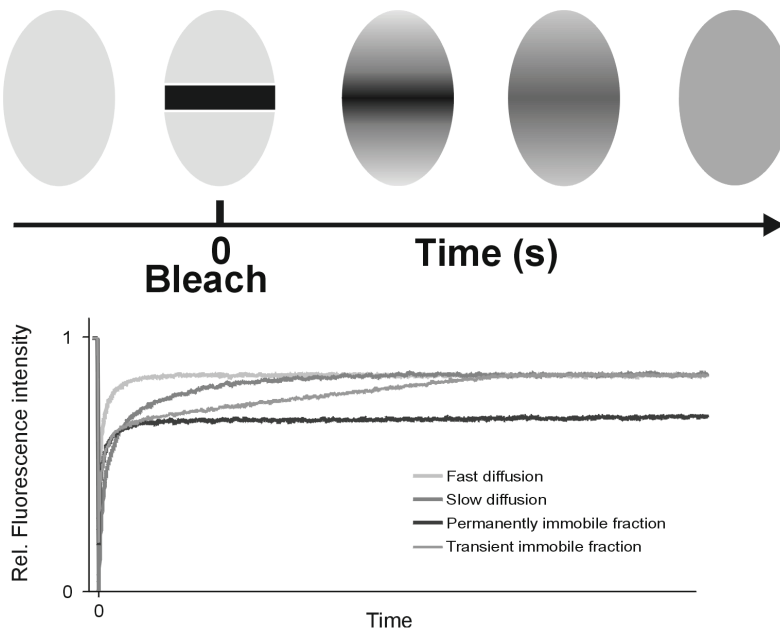 0
Bleach
Time (s)
Rel. Fluorescence intensity
1
0
0
Time
Fast diffusion
Slow diffusion
Permanently immobile fraction
Transient immobile fraction